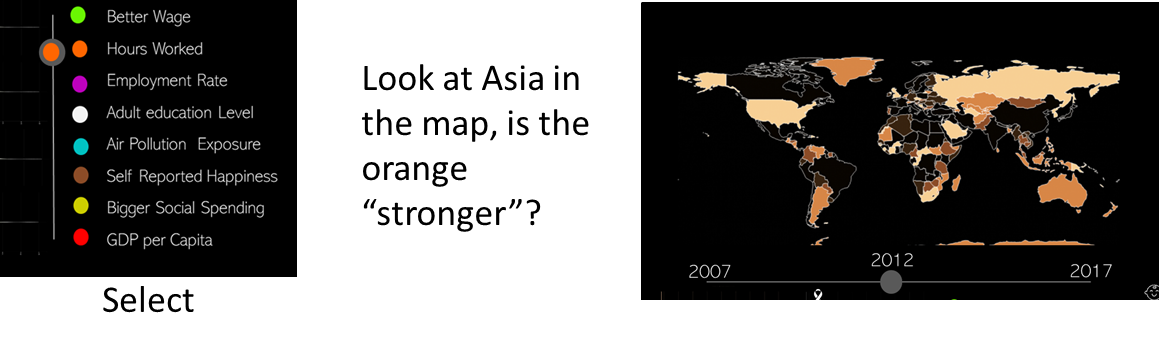 Better Wage
Hours Worked
Employment Rate
Adult education Level
Air Pollution Exposure
Self Reported Happiness
Bigger Social Spending
GDP per Capita
Select
Look at Asia in
the map, is the
orange
“stronger”?
2007
2012
2017